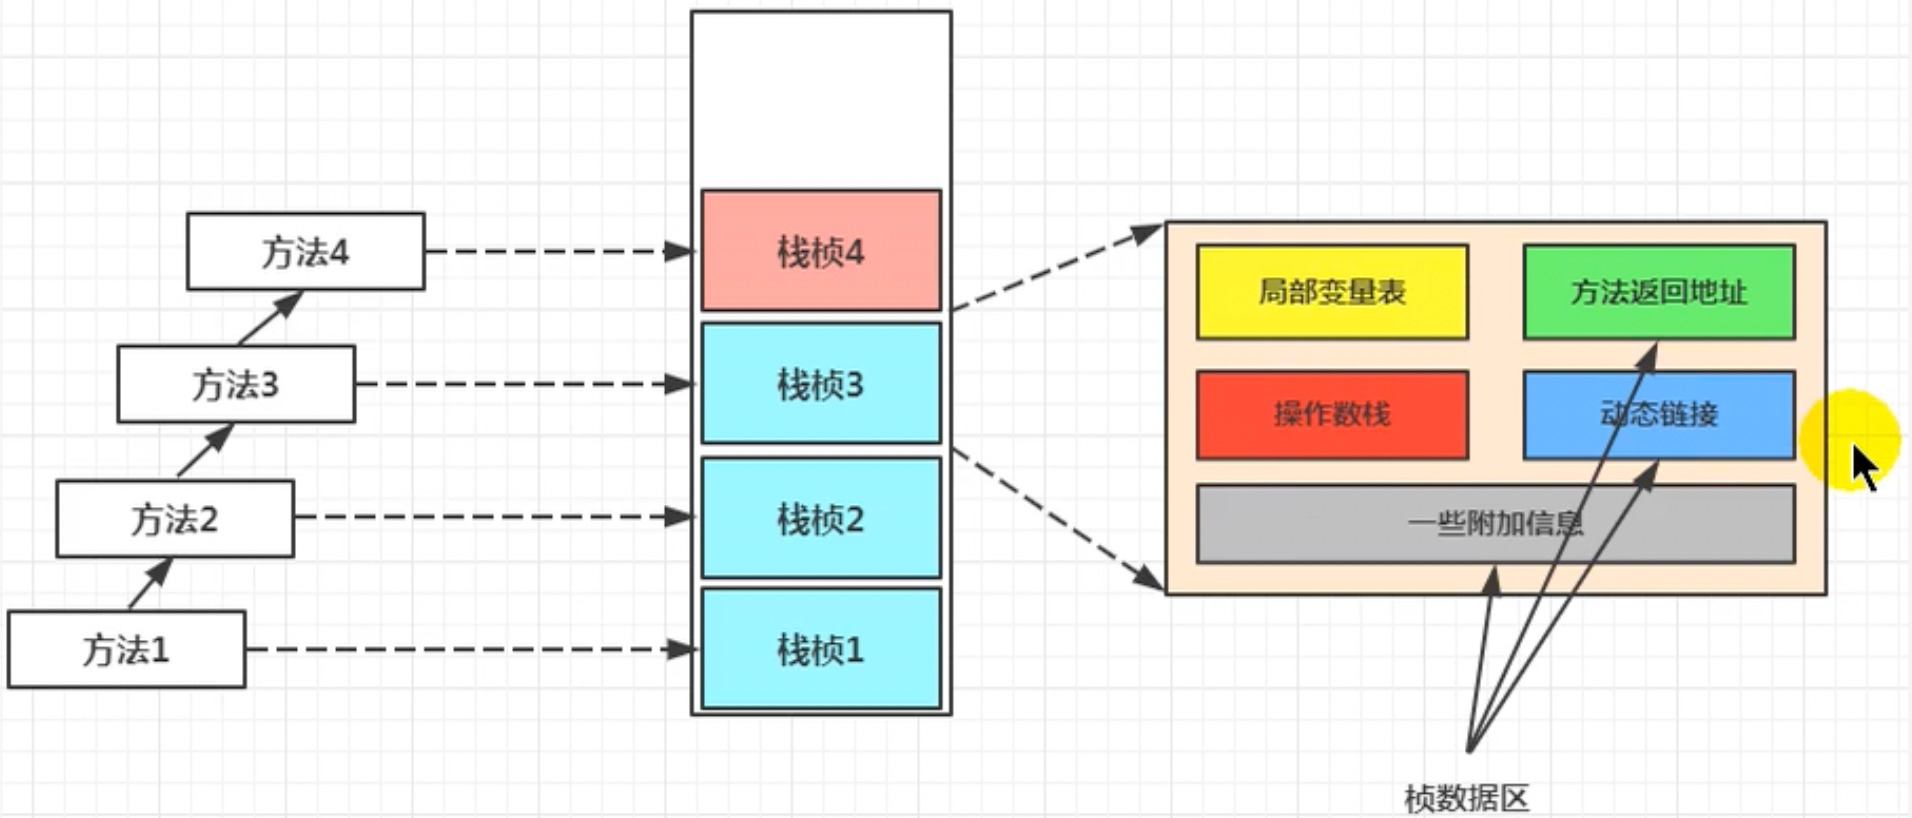 方法4
方法3
方法2
方法1
栈桢4
栈桢3
栈桢2
栈桢1
局部变量表
方法返回地址
操作数栈
动态链接
一些附加信息
桢数据区